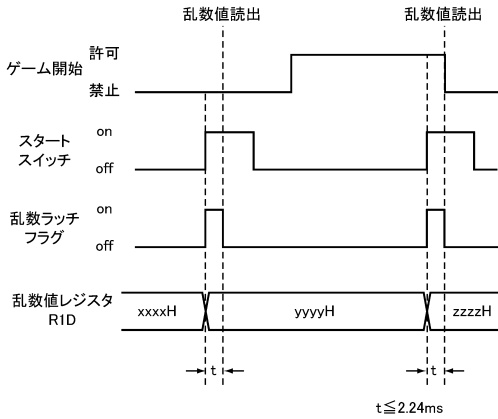 乱数値読出 乱数値読出
許可
ゲーム開始
禁止
on
スタート
スイッチ
off
on
乱数ラッチ
フラグ
off
乱数値レジスタ
R1D
xxxxH yyyyH zzzzH
t t
t≦2.24ms